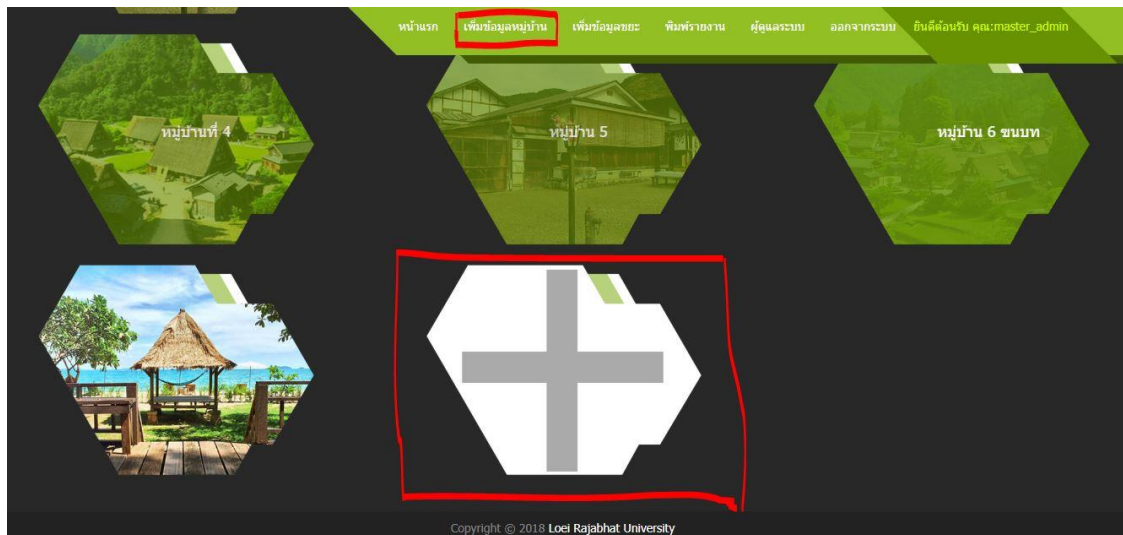 หน้าแรก เพิ่มข้อมูลหมู่บ้าน เพิ่มข้อมูลขยะ พิมพ์รายงาน ผู้ดูแลระบบ ออกจากระบบ ยินดีต้อนรับ คุณ:master_admin
หมู่บ้านที่ 4 หมู่บ้าน 5 หมู่บ้าน 6 ชนบท
Copyright © 2018 Loei Rajabhat University